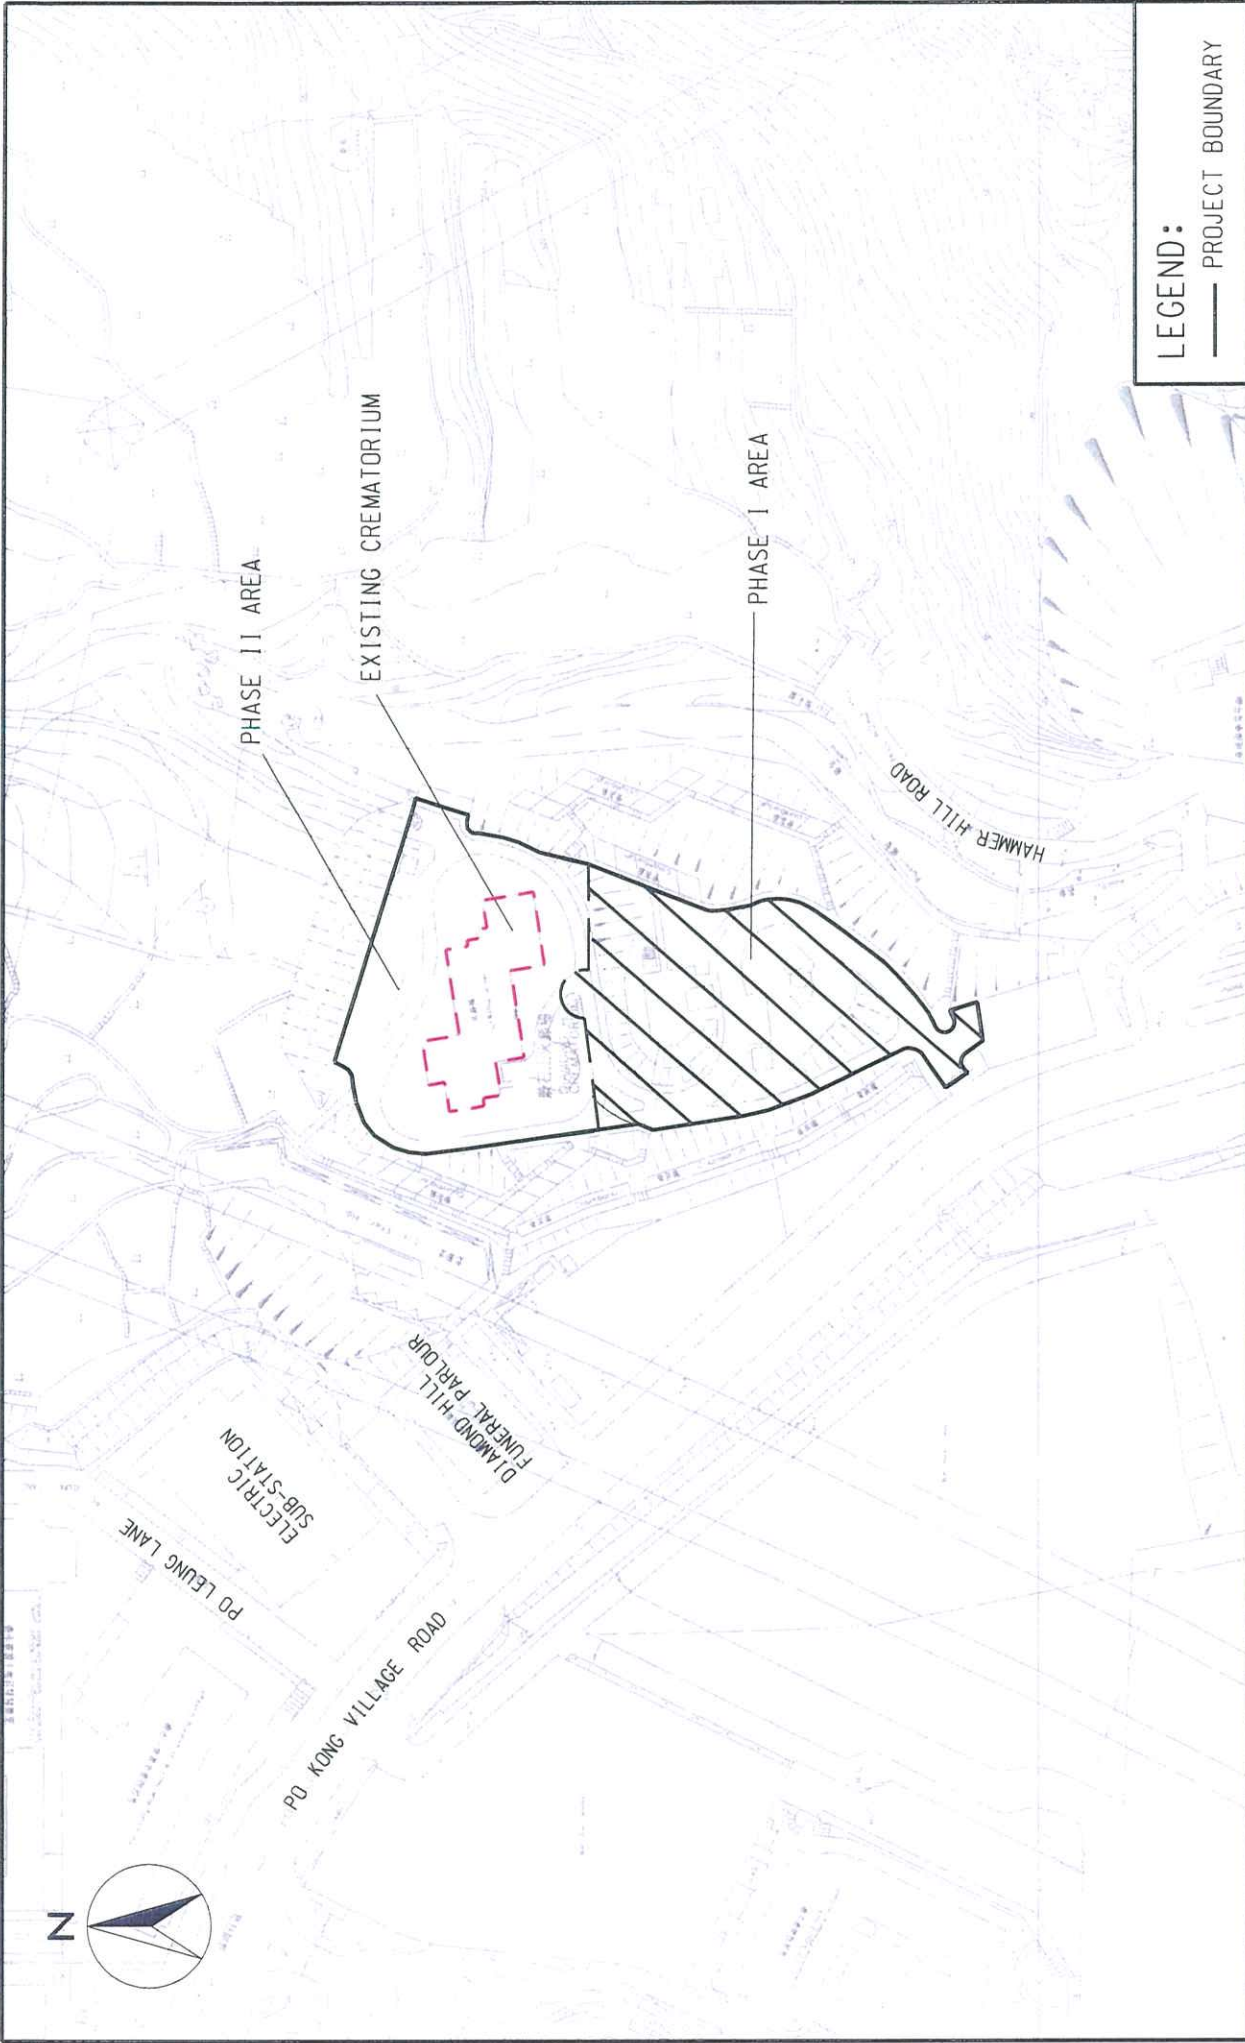 N
PHASE II AREA
EXISTING CREMATORIUM
PHASE I AREA
HAMMER HILL ROAD
DIAMOND HILL
FUNERAL PARLOUR
ELECTRIC
SUB-STATION
PO LEUNG LANE
PO KONG VILLAGE ROAD
LEGEND:
PROJECT BOUNDARY